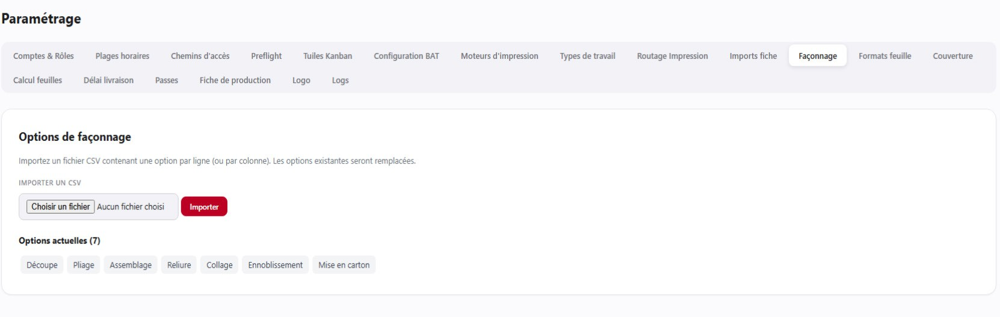 Paramétrage
Comptes & Rôles Plages horaires Chemins d'accès Preflight Tuiles Kanban Configuration BAT Moteurs d'impression Types de travail Routage Impression Imports fiche Façonnage Formats feuille Couverture
Calcul feuilles Délai livraison Passes Fiche de production Logo Logs
Options de façonnage
Importez un fichier CSV contenant une option par ligne (ou par colonne). Les options existantes seront remplacées.
IMPORTER UN CSV
Choisir un fichier Aucun fichier choisi Importer
Options actuelles (7)
Découpe Pliage Assemblage Reliure Collage Ennoblissement Mise en carton